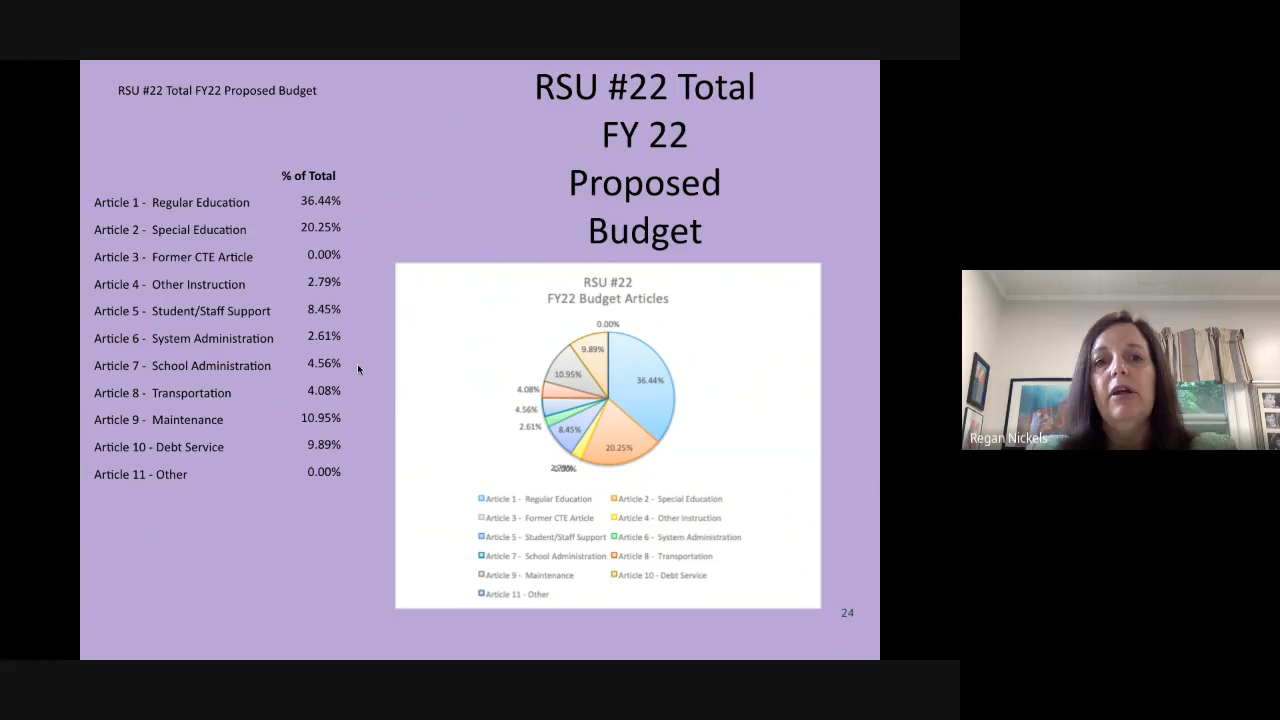 RSU #22 Total FY22 Proposed Budget
RSU #22 Total
FY 22
Proposed
Budget
% of Total
Article 1 - Regular Education 36.44%
Article 2 - Special Education 20.25%
Article 3 - Former CTE Article 0.00%
Article 4 - Other Instruction 2.79%
Article 5 - Student/Staff Support 8.45%
Article 6 - System Administration 2.61%
Article 7 - School Administration 4.56%
Article 8 - Transportation 4.08%
Article 9 - Maintenance 10.95%
Article 10 - Debt Service 9.89%
Article 11 - Other 0.00%
RSU #22
FY22 Budget Articles
0.00%
9.89%
36.44%
10.95%
4.08%
4.56%
2.61%
8.45%
20.25%
Article 1 - Regular Education Article 2 - Special Education
Article 3 - Former CTE Article Article 4 - Other Instruction
Article 5 - Student/Staff Support Article 6 - System Administration
Article 7 - School Administration Article 8 - Transportation
Article 9 - Maintenance Article 10 - Debt Service
Article 11 - Other
24
Regan Nickels